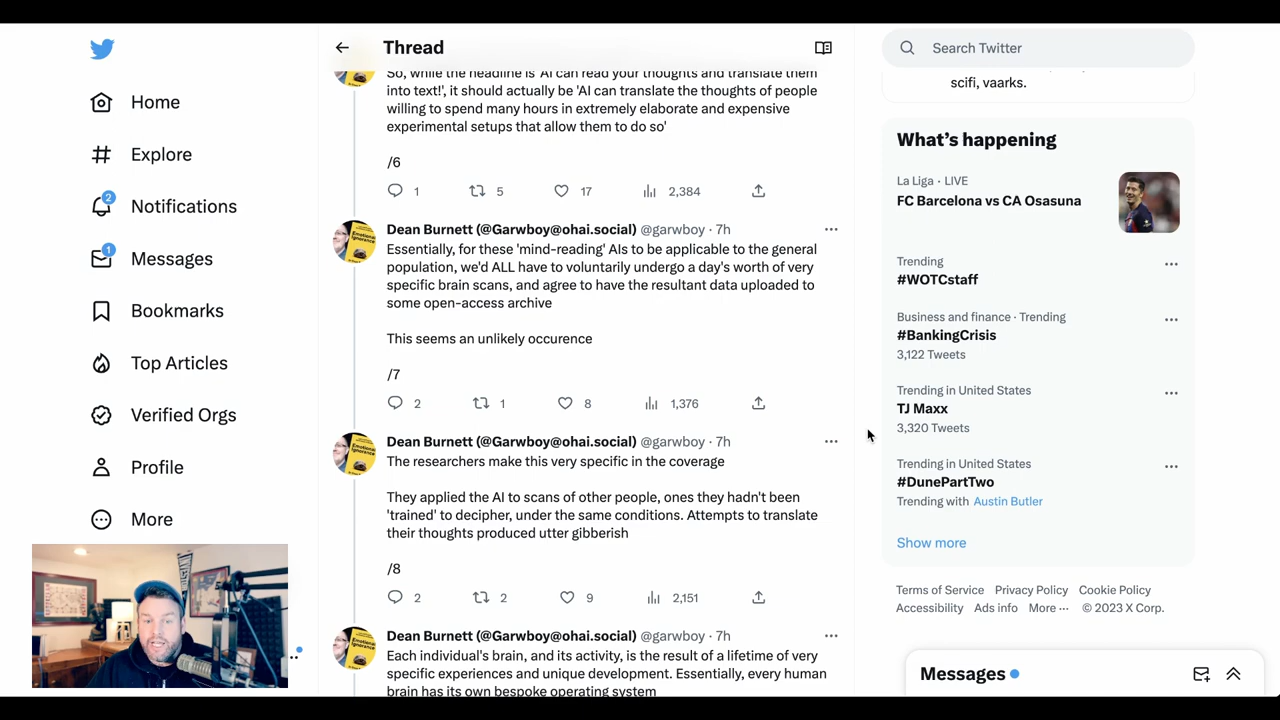 Home
Explore
2
Notifications
1
Messages
Bookmarks
Top Articles
Verified Orgs
Profile
More
Thread
So, while the headline is 'AI can read your thoughts and translate them
into text!', it should actually be 'AI can translate the thoughts of people
willing to spend many hours in extremely elaborate and expensive
experimental setups that allow them to do so'
/6
1 5 17 2,384
Dean Burnett (@Garwboy@ohai.social) @garwboy · 7h
Essentially, for these 'mind-reading' AIs to be applicable to the general
population, we'd ALL have to voluntarily undergo a day's worth of very
specific brain scans, and agree to have the resultant data uploaded to
some open-access archive
This seems an unlikely occurence
/7
2 1 8 1,376
Dean Burnett (@Garwboy@ohai.social) @garwboy · 7h
The researchers make this very specific in the coverage
They applied the AI to scans of other people, ones they hadn't been
'trained' to decipher, under the same conditions. Attempts to translate
their thoughts produced utter gibberish
/8
2 2 9 2,151
Dean Burnett (@Garwboy@ohai.social) @garwboy · 7h
Each individual's brain, and its activity, is the result of a lifetime of very
specific experiences and unique development. Essentially, every human
brain has its own bespoke operating system
Search Twitter
scifi, vaarks.
What's happening
La Liga · LIVE
FC Barcelona vs CA Osasuna
Trending
#WOTCstaff
Business and finance · Trending
#BankingCrisis
3,122 Tweets
Trending in United States
TJ Maxx
3,320 Tweets
Trending in United States
#DunePartTwo
Trending with Austin Butler
Show more
Terms of Service Privacy Policy Cookie Policy
Accessibility Ads info More ··· © 2023 X Corp.
Messages